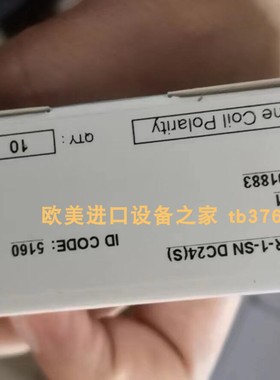 R-1-SN DC24(S)
ID CODE: 5160
1
1883
ne Coil Polarity
QTY: 10
欧美进口设备之家 tb376